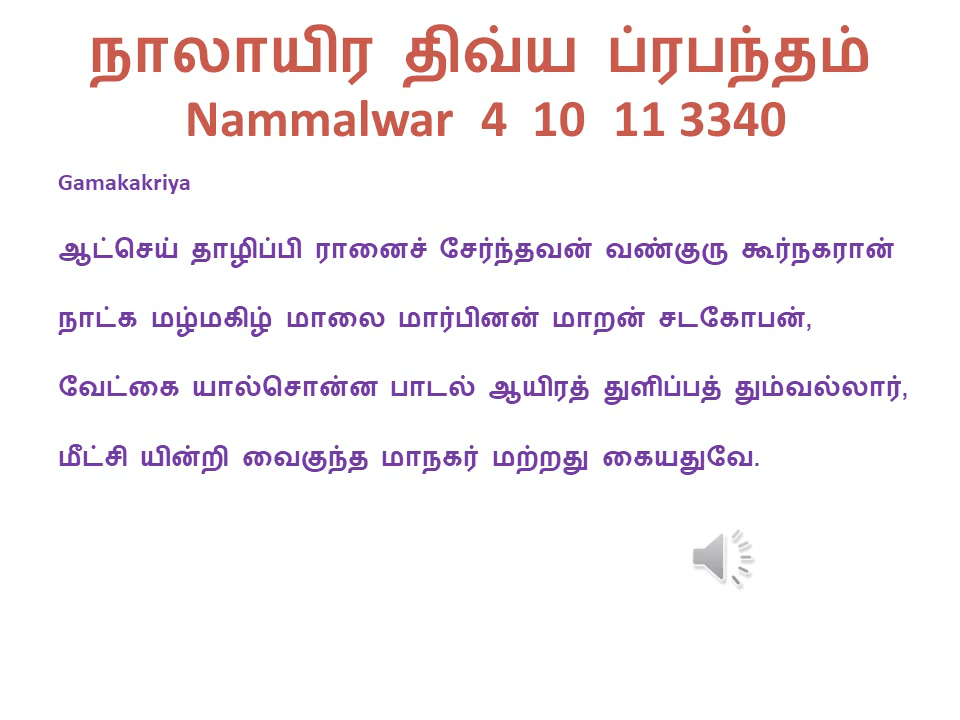 நாலாயிர திவ்ய ப்ரபந்தம்
Nammalwar 4 10 11 3340
Gamakakriya
ஆட்செய் தாழிப்பி ரானைச் சேர்ந்தவன் வண்குரு கூர்நகரான்
நாட்க மழ்மகிழ் மாலை மார்பினன் மாறன் சடகோபன்,
வேட்கை யால்சொன்ன பாடல் ஆயிரத் துளிப்பத் தும்வல்லார்,
மீட்சி யின்றி வைகுந்த மாநகர் மற்றது கையதுவே.